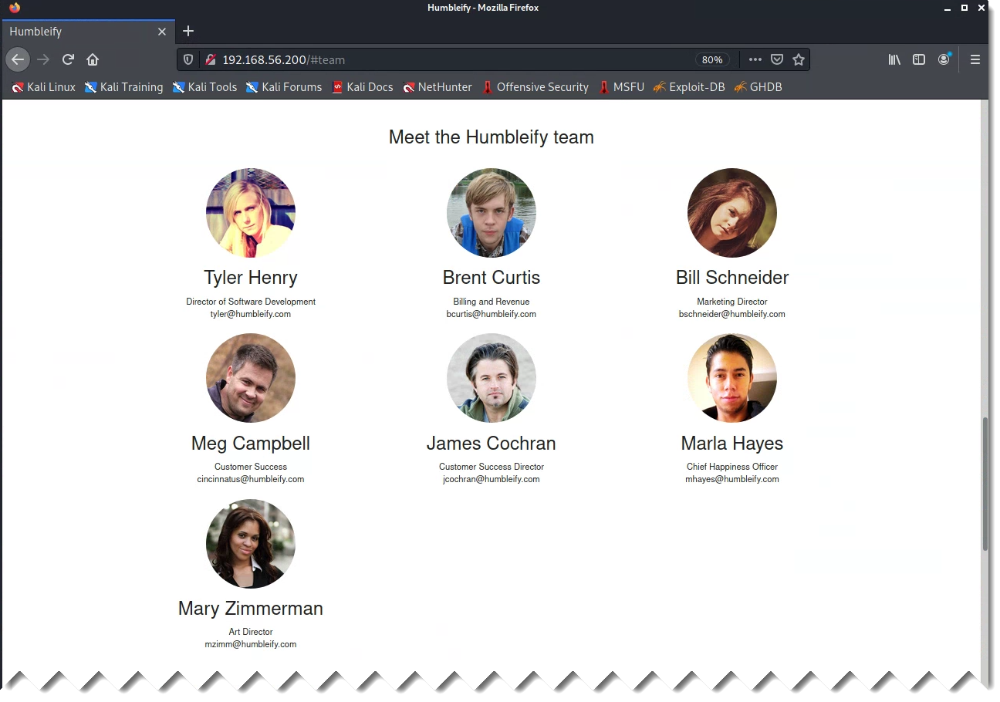 Humbleify - Mozilla Firefox
Humbleify
192.168.56.200/#team 80%
Kali Linux Kali Training Kali Tools Kali Forums Kali Docs NetHunter Offensive Security MSFU Exploit-DB GHDB
Meet the Humbleify team
Tyler Henry
Director of Software Development
tyler@humbleify.com
Brent Curtis
Billing and Revenue
bcurtis@humbleify.com
Bill Schneider
Marketing Director
bschneider@humbleify.com
Meg Campbell
Customer Success
cincinnatus@humbleify.com
James Cochran
Customer Success Director
jcochran@humbleify.com
Marla Hayes
Chief Happiness Officer
mhayes@humbleify.com
Mary Zimmerman
Art Director
mzimm@humbleify.com